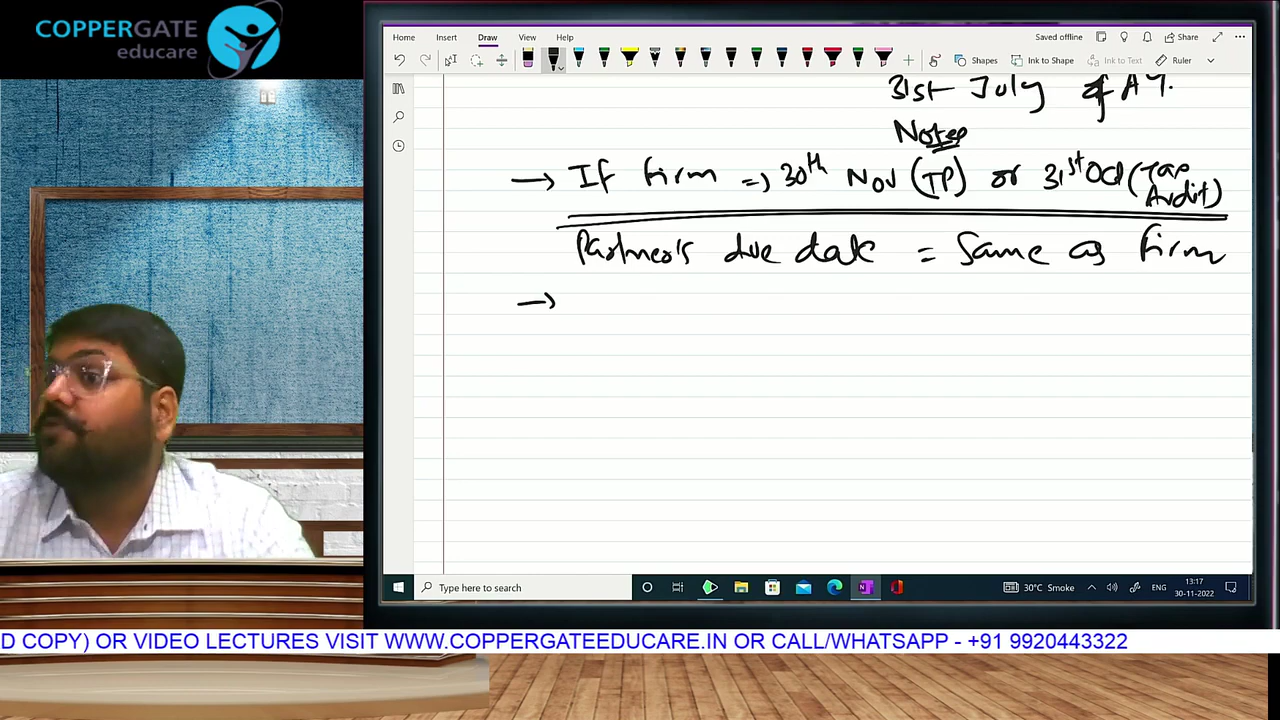 COPPERGATE
educare
Home Insert Draw View Help
Saved offline Share
Shapes Ink to Shape Ink to Text Ruler
31st July of A.Y.
Notes
→ If firm => 30th Nov (TP) or 31st Oct (Tax
Audit)
Partner's due date = Same as firm
→
Type here to search
30°C Smoke ENG 13:17
30-11-2022
D COPY) OR VIDEO LECTURES VISIT WWW.COPPERGATEEDUCARE.IN OR CALL/WHATSAPP - +91 9920443322